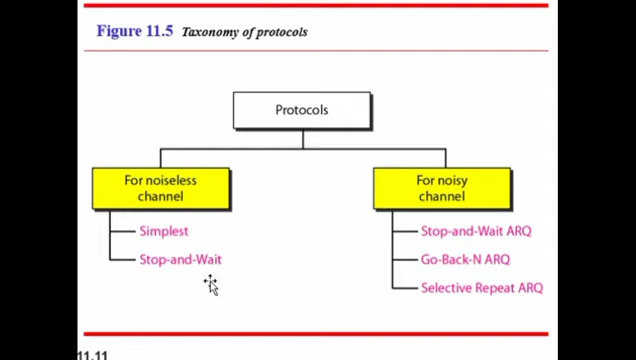 Figure 11.5 Taxonomy of protocols
Protocols
For noiseless
channel
For noisy
channel
Simplest
Stop-and-Wait
Stop-and-Wait ARQ
Go-Back-N ARQ
Selective Repeat ARQ
11.11